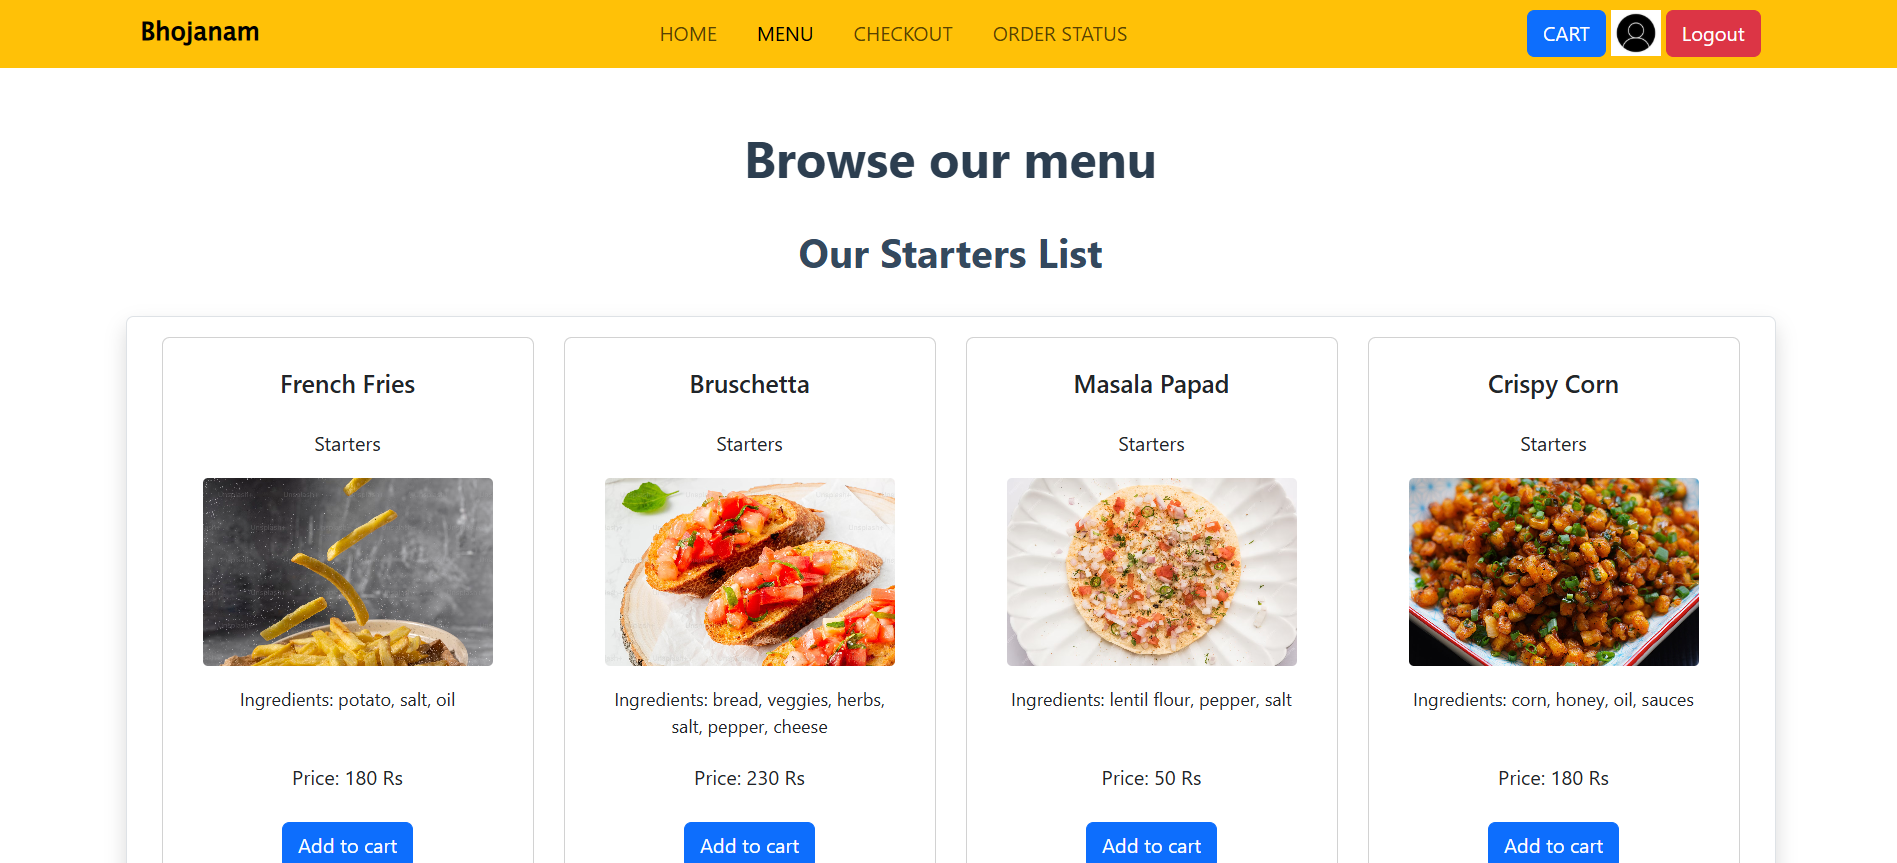 Bhojanam
HOME MENU CHECKOUT ORDER STATUS
CART Logout
Browse our menu
Our Starters List
French Fries
Starters
Ingredients: potato, salt, oil
Price: 180 Rs
Add to cart
Bruschetta
Starters
Ingredients: bread, veggies, herbs,
salt, pepper, cheese
Price: 230 Rs
Add to cart
Masala Papad
Starters
Ingredients: lentil flour, pepper, salt
Price: 50 Rs
Add to cart
Crispy Corn
Starters
Ingredients: corn, honey, oil, sauces
Price: 180 Rs
Add to cart